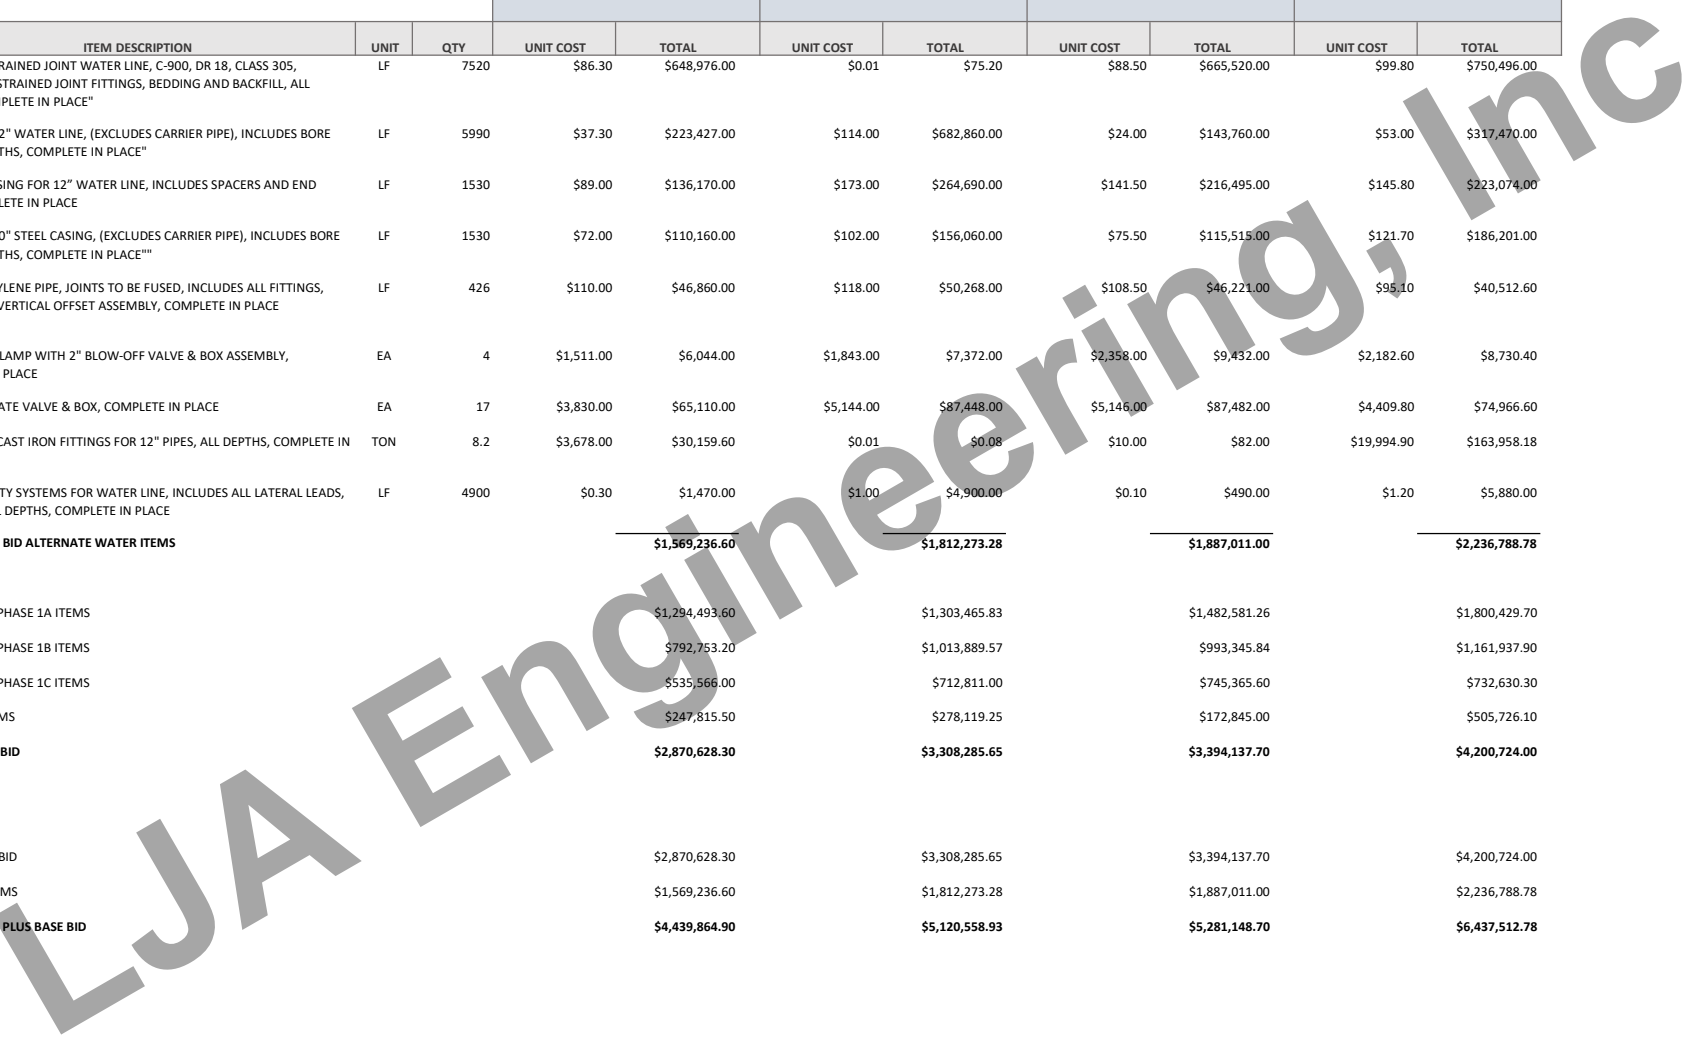 ITEM DESCRIPTION UNIT QTY UNIT COST TOTAL UNIT COST TOTAL UNIT COST TOTAL UNIT COST TOTAL
RAINED JOINT WATER LINE, C-900, DR 18, CLASS 305, LF 7520 $86.30 $648,976.00 $0.01 $75.20 $88.50 $665,520.00 $99.80 $750,496.00
STRAINED JOINT FITTINGS, BEDDING AND BACKFILL, ALL
MPLETE IN PLACE"
2" WATER LINE, (EXCLUDES CARRIER PIPE), INCLUDES BORE LF 5990 $37.30 $223,427.00 $114.00 $682,860.00 $24.00 $143,760.00 $53.00 $317,470.00
THS, COMPLETE IN PLACE"
SING FOR 12” WATER LINE, INCLUDES SPACERS AND END LF 1530 $89.00 $136,170.00 $173.00 $264,690.00 $141.50 $216,495.00 $145.80 $223,074.00
LETE IN PLACE
0" STEEL CASING, (EXCLUDES CARRIER PIPE), INCLUDES BORE LF 1530 $72.00 $110,160.00 $102.00 $156,060.00 $75.50 $115,515.00 $121.70 $186,201.00
THS, COMPLETE IN PLACE""
YLENE PIPE, JOINTS TO BE FUSED, INCLUDES ALL FITTINGS, LF 426 $110.00 $46,860.00 $118.00 $50,268.00 $108.50 $46,221.00 $95.10 $40,512.60
VERTICAL OFFSET ASSEMBLY, COMPLETE IN PLACE
LAMP WITH 2" BLOW-OFF VALVE & BOX ASSEMBLY, EA 4 $1,511.00 $6,044.00 $1,843.00 $7,372.00 $2,358.00 $9,432.00 $2,182.60 $8,730.40
PLACE
ATE VALVE & BOX, COMPLETE IN PLACE EA 17 $3,830.00 $65,110.00 $5,144.00 $87,448.00 $5,146.00 $87,482.00 $4,409.80 $74,966.60
CAST IRON FITTINGS FOR 12" PIPES, ALL DEPTHS, COMPLETE IN TON 8.2 $3,678.00 $30,159.60 $0.01 $0.08 $10.00 $82.00 $19,994.90 $163,958.18
TY SYSTEMS FOR WATER LINE, INCLUDES ALL LATERAL LEADS, LF 4900 $0.30 $1,470.00 $1.00 $4,900.00 $0.10 $490.00 $1.20 $5,880.00
L DEPTHS, COMPLETE IN PLACE
BID ALTERNATE WATER ITEMS $1,569,236.60 $1,812,273.28 $1,887,011.00 $2,236,788.78
PHASE 1A ITEMS $1,294,493.60 $1,303,465.83 $1,482,581.26 $1,800,429.70
PHASE 1B ITEMS $792,753.20 $1,013,889.57 $993,345.84 $1,161,937.90
PHASE 1C ITEMS $535,566.00 $712,811.00 $745,365.60 $732,630.30
MS $247,815.50 $278,119.25 $172,845.00 $505,726.10
BID $2,870,628.30 $3,308,285.65 $3,394,137.70 $4,200,724.00
BID $2,870,628.30 $3,308,285.65 $3,394,137.70 $4,200,724.00
MS $1,569,236.60 $1,812,273.28 $1,887,011.00 $2,236,788.78
PLUS BASE BID $4,439,864.90 $5,120,558.93 $5,281,148.70 $6,437,512.78
LJA Engineering, Inc